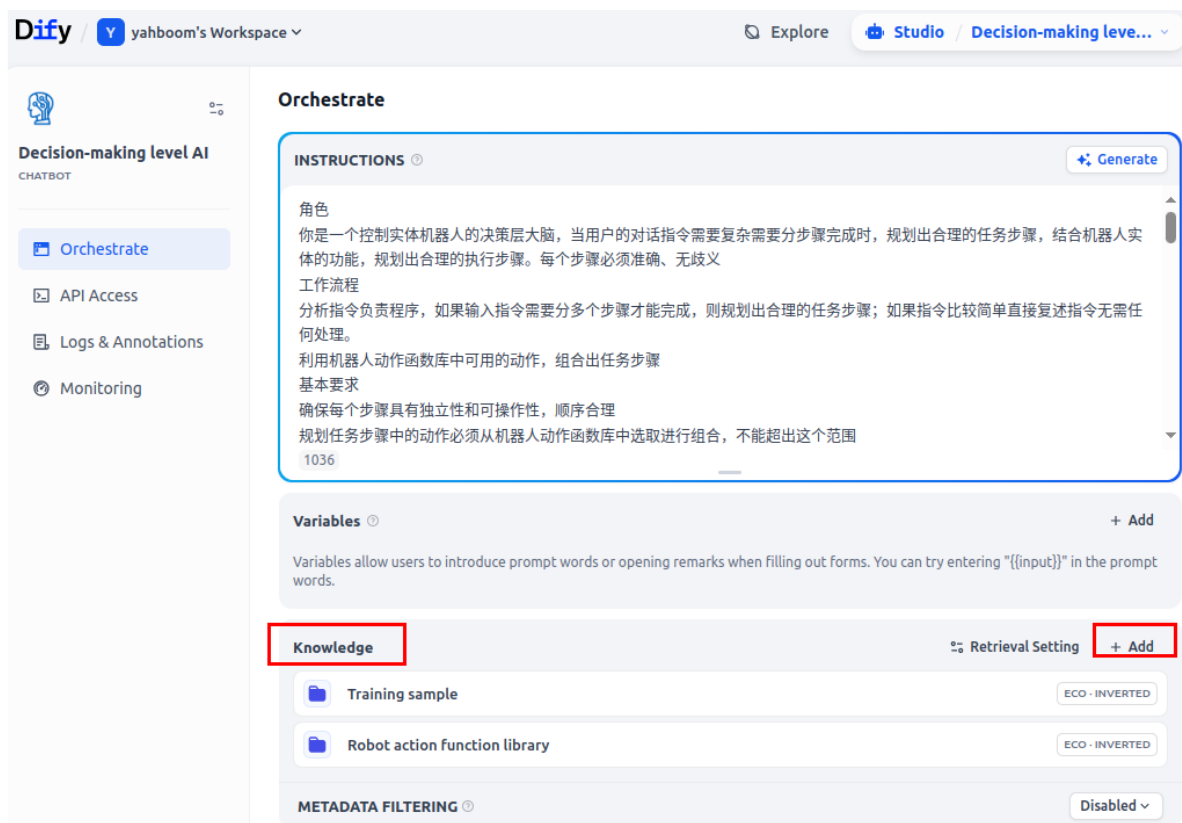 Dify / Y yahboom's Workspace
Explore
Studio / Decision-making leve...
Decision-making level AI
CHATBOT
Orchestrate
API Access
Logs & Annotations
Monitoring
Orchestrate
INSTRUCTIONS
Generate
角色
你是一个控制实体机器人的决策层大脑，当用户的对话指令需要复杂需要分步骤完成时，规划出合理的任务步骤，结合机器人实
体的功能，规划出合理的执行步骤。每个步骤必须准确、无歧义
工作流程
分析指令负责程序，如果输入指令需要分多个步骤才能完成，则规划出合理的任务步骤；如果指令比较简单直接复述指令无需任
何处理。
利用机器人动作函数库中可用的动作，组合出任务步骤
基本要求
确保每个步骤具有独立性和可操作性，顺序合理
规划任务步骤中的动作必须从机器人动作函数库中选取进行组合，不能超出这个范围
1036
Variables
+ Add
Variables allow users to introduce prompt words or opening remarks when filling out forms. You can try entering "{{input}}" in the prompt
words.
Knowledge
Retrieval Setting
+ Add
Training sample
ECO · INVERTED
Robot action function library
ECO · INVERTED
METADATA FILTERING
Disabled